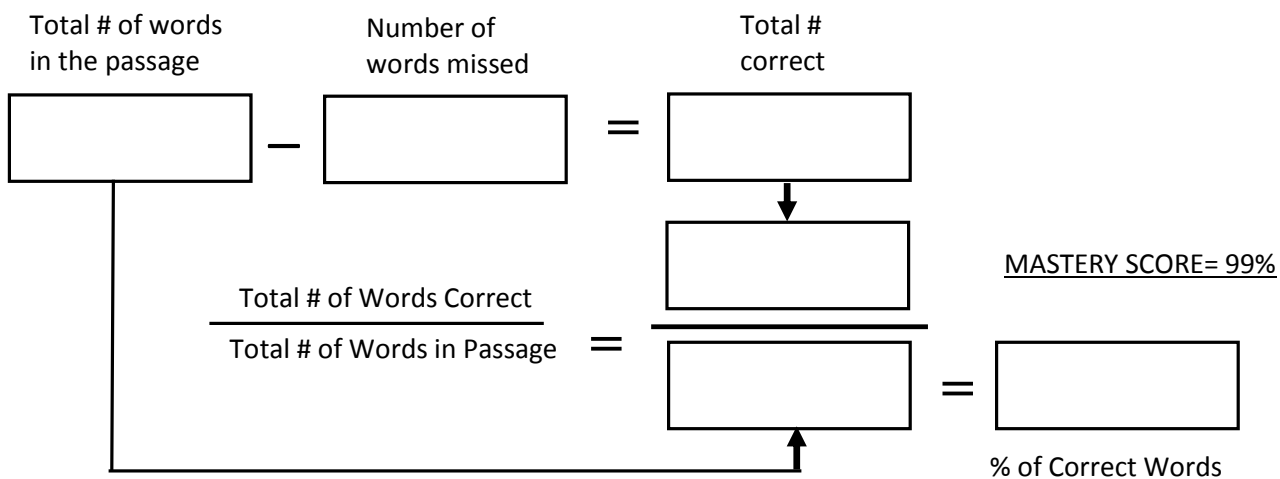 Total # of words
in the passage
Number of
words missed
Total #
correct
–
=
MASTERY SCORE= 99%
Total # of Words Correct
Total # of Words in Passage
=
=
% of Correct Words